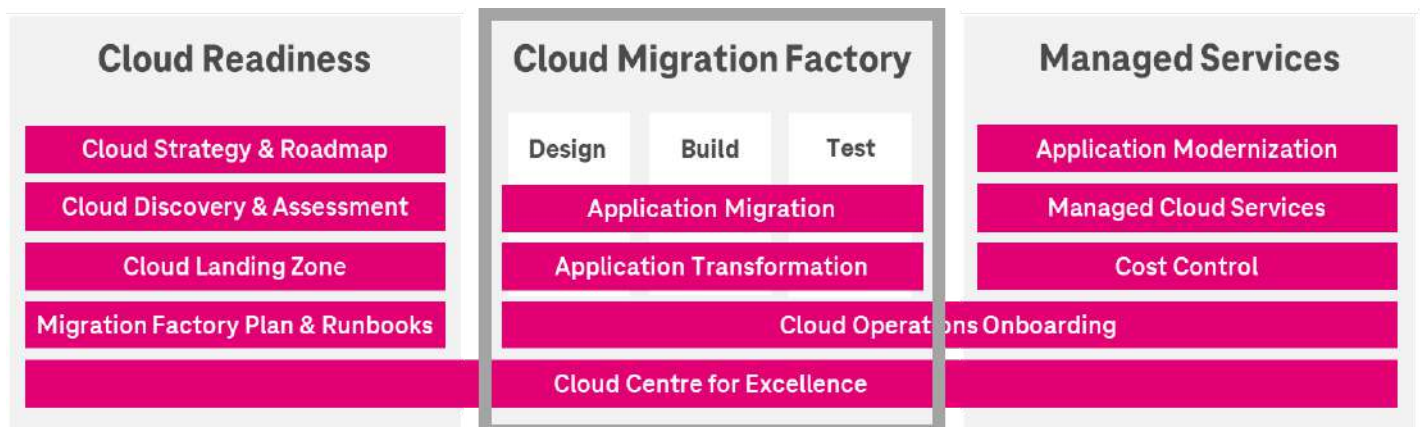 Cloud Readiness
Cloud Strategy & Roadmap
Cloud Discovery & Assessment
Cloud Landing Zone
Migration Factory Plan & Runbooks
Cloud Migration Factory
Design
Build
Test
Application Migration
Application Transformation
Managed Services
Application Modernization
Managed Cloud Services
Cost Control
Cloud Operations Onboarding
Cloud Centre for Excellence